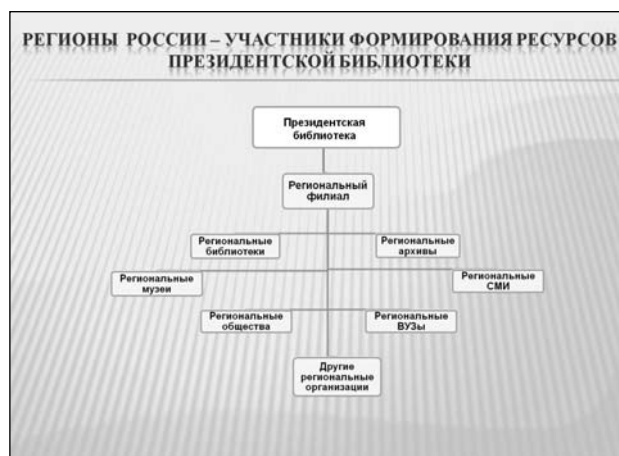 РЕГИОНЫ РОССИИ – УЧАСТНИКИ ФОРМИРОВАНИЯ РЕСУРСОВ
ПРЕЗИДЕНТСКОЙ БИБЛИОТЕКИ
Президентская
библиотека
Региональный
филиал
Региональные
библиотеки
Региональные
архивы
Региональные
музеи
Региональные
СМИ
Региональные
общества
Региональные
ВУЗы
Другие
региональные
организации